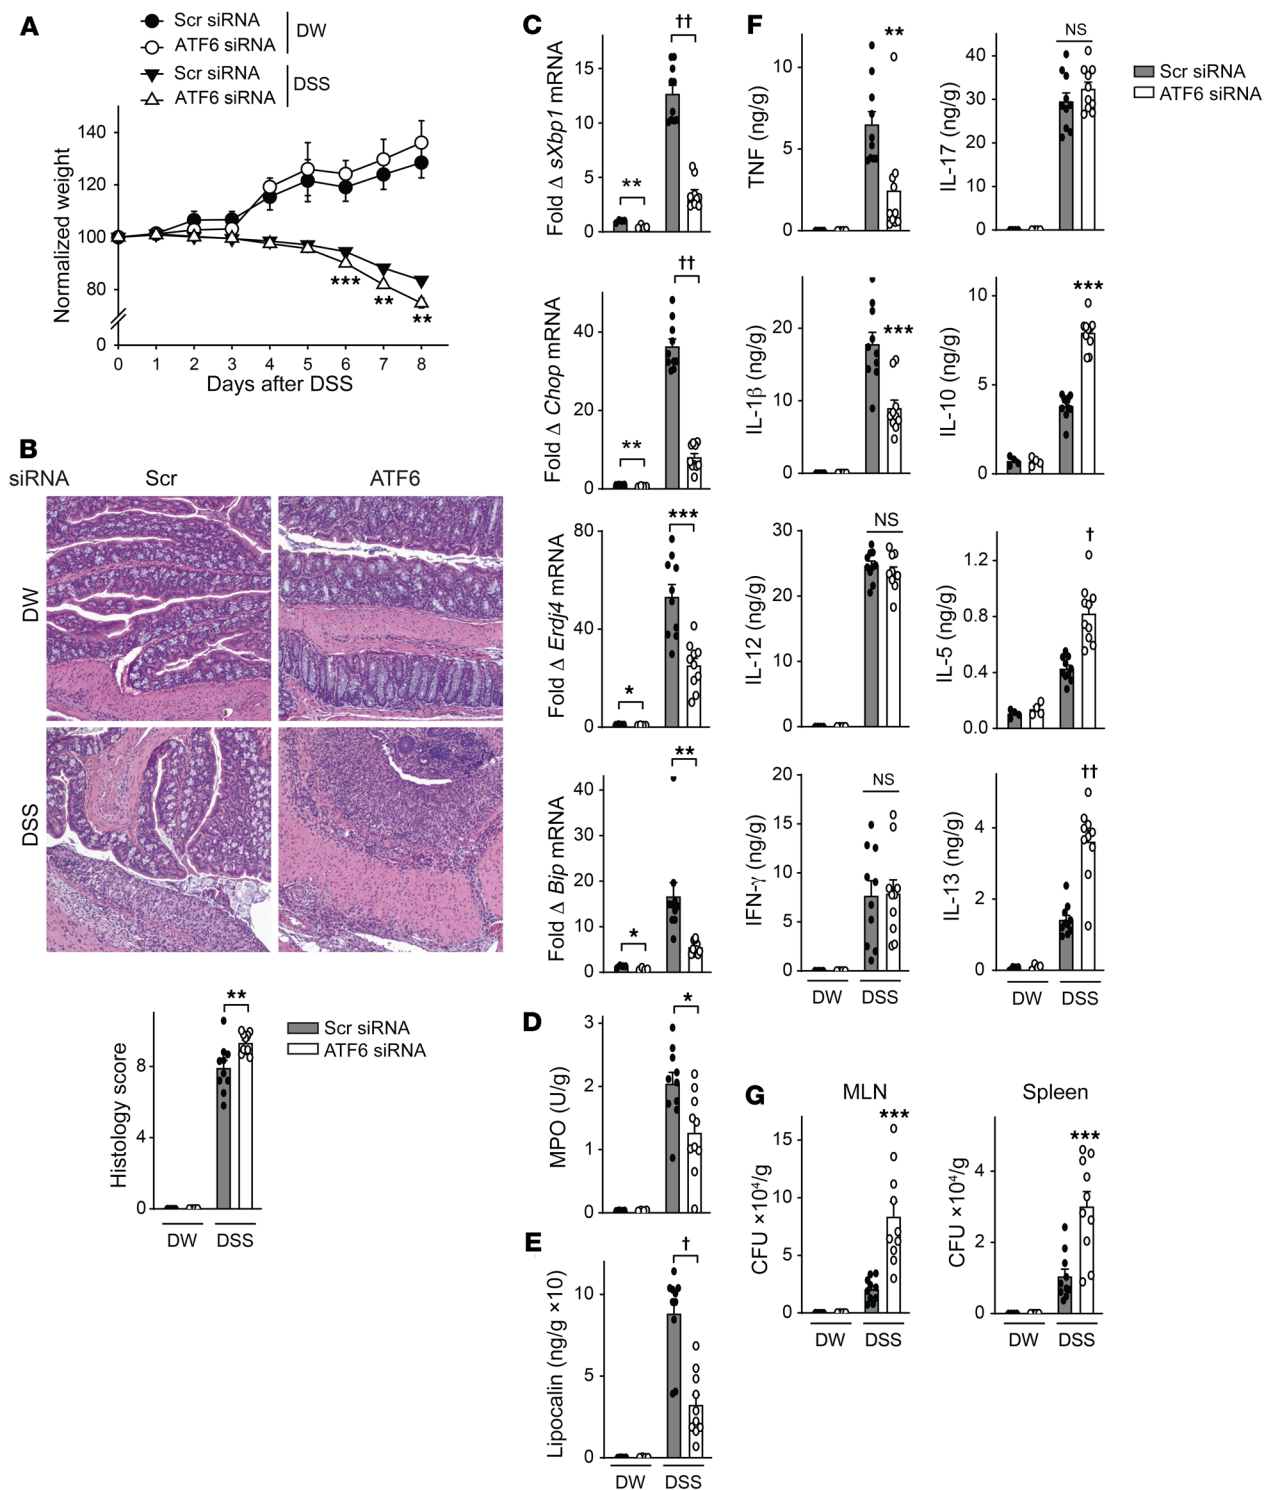 A
Scr siRNA
ATF6 siRNA
DW
Scr siRNA
ATF6 siRNA
DSS
Normalized weight
140
120
100
80
0
***
**
**
0 1 2 3 4 5 6 7 8
Days after DSS
B
siRNA Scr ATF6
DW
DSS
Histology score
8
4
0
**
DW DSS
Scr siRNA
ATF6 siRNA
C
Fold Δ sXbp1 mRNA
15
10
5
0
**
††
Fold Δ Chop mRNA
40
20
0
**
††
Fold Δ Erdj4 mRNA
80
40
0
*
***
Fold Δ Bip mRNA
40
30
20
10
0
*
**
D
MPO (U/g)
3
2
1
0
*
E
Lipocalin (ng/g ×10)
10
5
0
†
DW DSS
F
TNF (ng/g)
10
5
0
**
IL-17 (ng/g)
40
30
20
10
0
NS
Scr siRNA
ATF6 siRNA
IL-1β (ng/g)
20
10
0
***
IL-10 (ng/g)
10
5
0
***
IL-12 (ng/g)
30
20
10
0
NS
IL-5 (ng/g)
1.2
0.8
0.4
0.0
†
IFN-γ (ng/g)
20
15
10
5
0
NS
DW DSS
IL-13 (ng/g)
4
2
0
††
DW DSS
G
MLN
CFU ×10⁴/g
15
10
5
0
***
DW DSS
Spleen
CFU ×10⁴/g
4
2
0
***
DW DSS